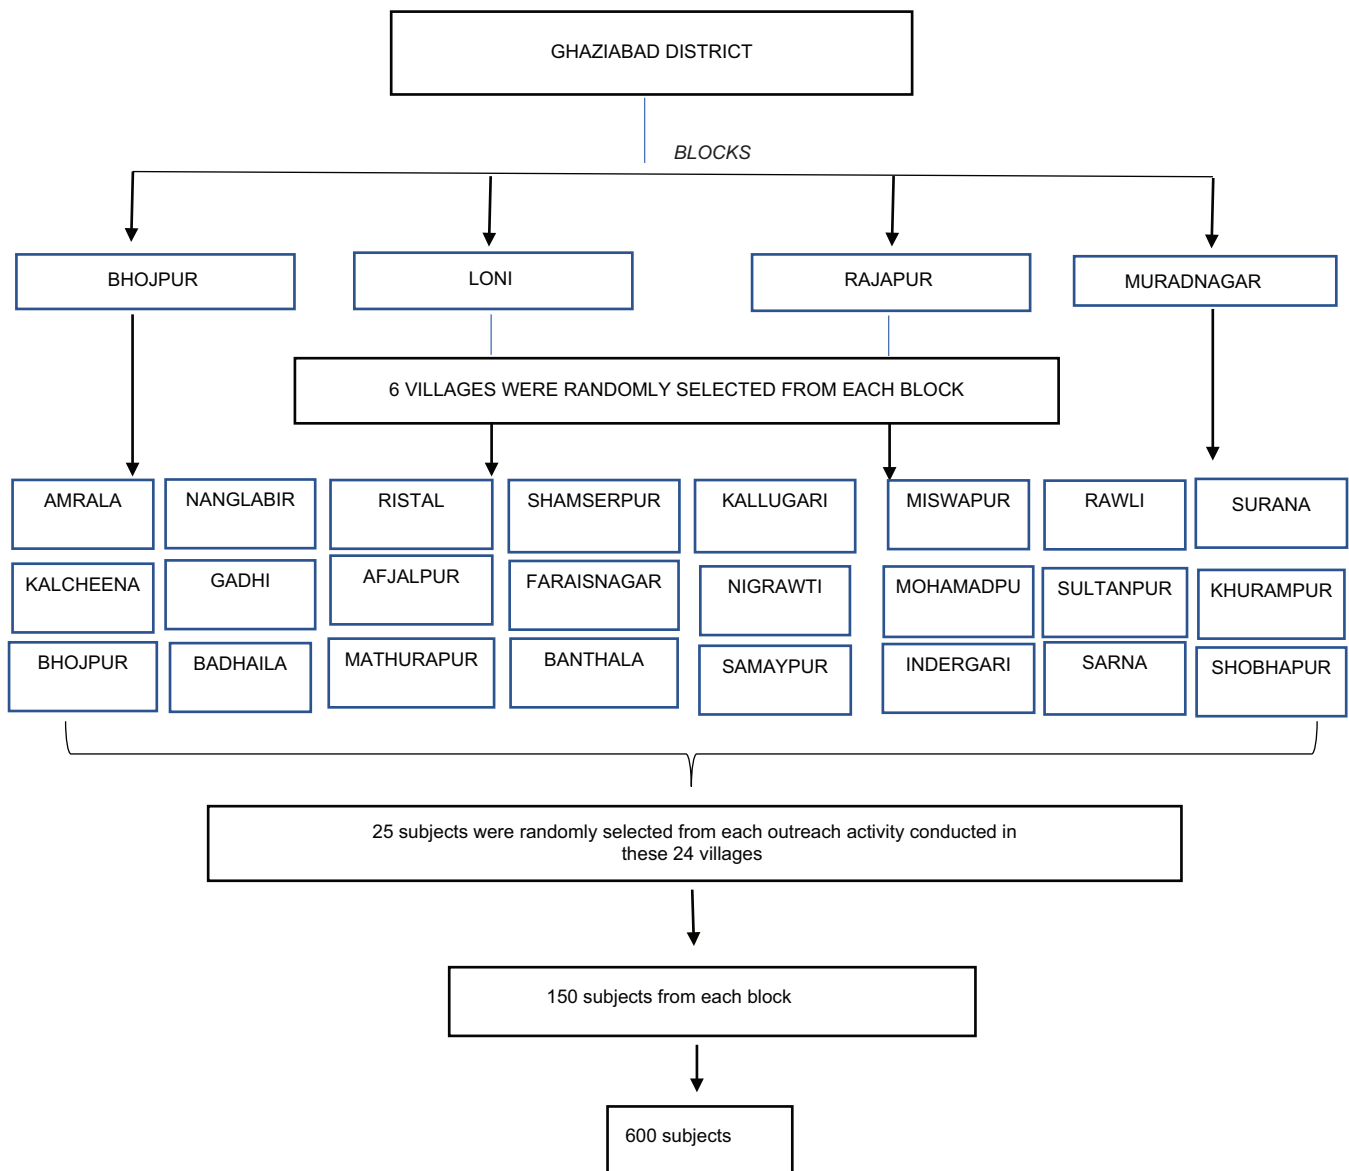 GHAZIABAD DISTRICT
BLOCKS
BHOJPUR
LONI
RAJAPUR
MURADNAGAR
6 VILLAGES WERE RANDOMLY SELECTED FROM EACH BLOCK
AMRALA
NANGLABIR
RISTAL
SHAMSERPUR
KALLUGARI
MISWAPUR
RAWLI
SURANA
KALCHEENA
GADHI
AFJALPUR
FARAISNAGAR
NIGRAWTI
MOHAMADPU
SULTANPUR
KHURAMPUR
BHOJPUR
BADHAILA
MATHURAPUR
BANTHALA
SAMAYPUR
INDERGARI
SARNA
SHOBHAPUR
25 subjects were randomly selected from each outreach activity conducted in
these 24 villages
150 subjects from each block
600 subjects